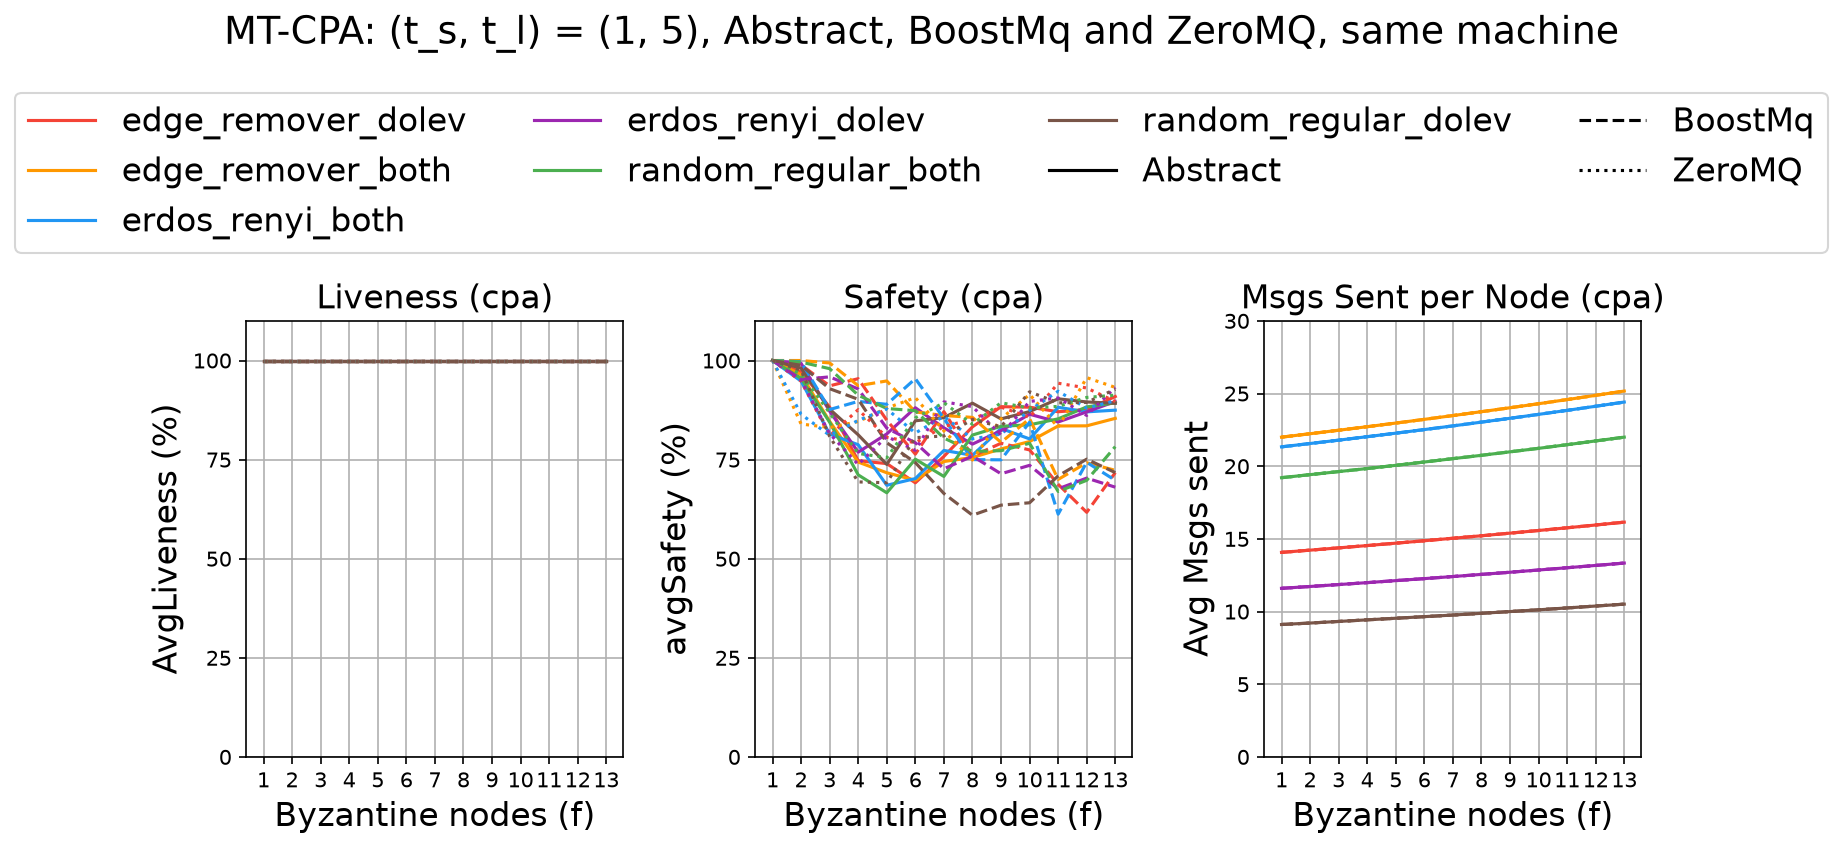 MT-CPA: (t_s, t_l) = (1, 5), Abstract, BoostMq and ZeroMQ, same machine
edge_remover_dolev
edge_remover_both
erdos_renyi_both
erdos_renyi_dolev
random_regular_both
random_regular_dolev
Abstract
BoostMq
ZeroMQ
Liveness (cpa)
AvgLiveness (%)
100
75
50
25
0
1 2 3 4 5 6 7 8 9 10 11 12 13
Byzantine nodes (f)
Safety (cpa)
avgSafety (%)
100
75
50
25
0
1 2 3 4 5 6 7 8 9 10 11 12 13
Byzantine nodes (f)
Msgs Sent per Node (cpa)
Avg Msgs sent
30
25
20
15
10
5
0
1 2 3 4 5 6 7 8 9 10 11 12 13
Byzantine nodes (f)